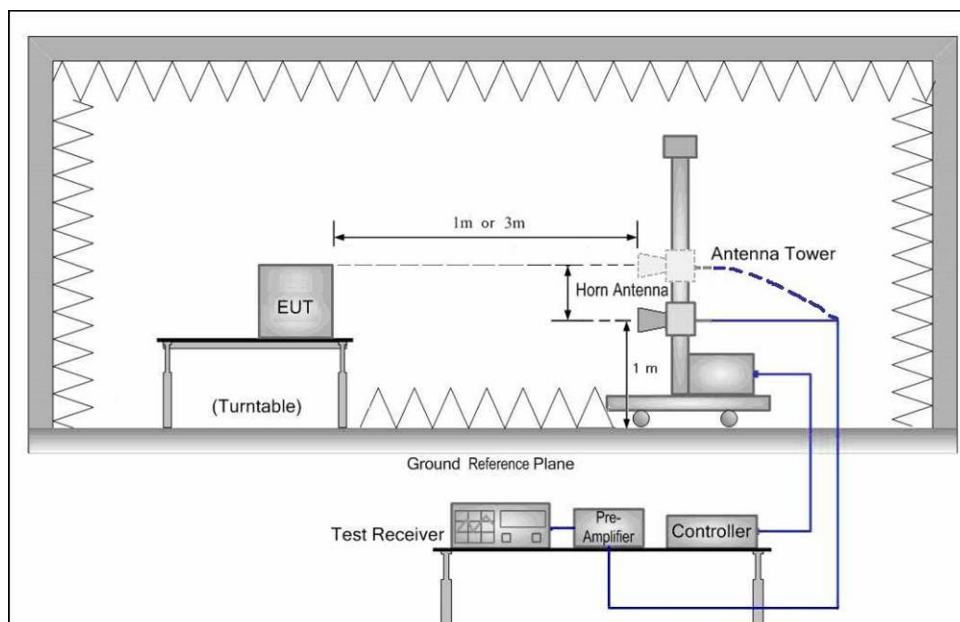 1m or 3m
Antenna Tower
Horn Antenna
EUT
1 m
(Turntable)
Ground Reference Plane
Test Receiver
Pre-
Amplifier
Controller